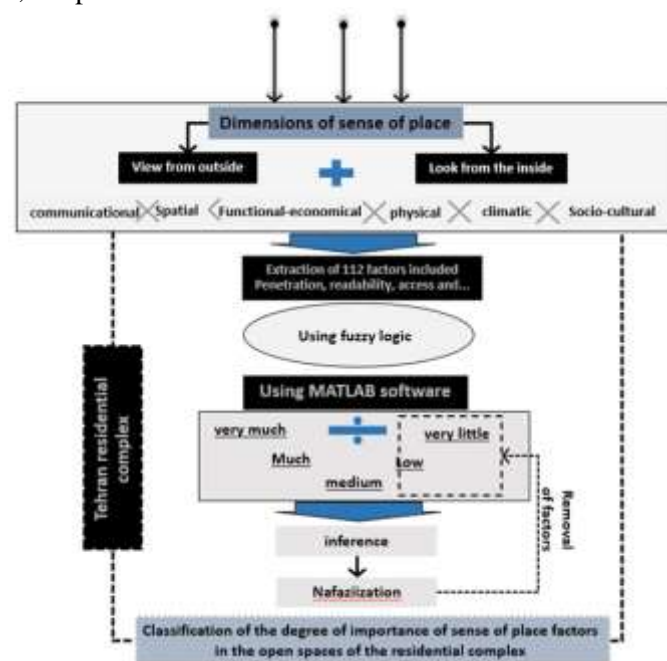 Dimensions of sense of place
View from outside
Look from the inside
communicational Spatial Functional-economical physical climatic Socio-cultural
Extraction of 112 factors included
Penetration, readability, access and...
Using fuzzy logic
Using MATLAB software
very much
very little
Much
Low
medium
Tehran residential
complex
Removal
of factors
inference
Nafaziization
Classification of the degree of importance of sense of place factors
in the open spaces of the residential complex